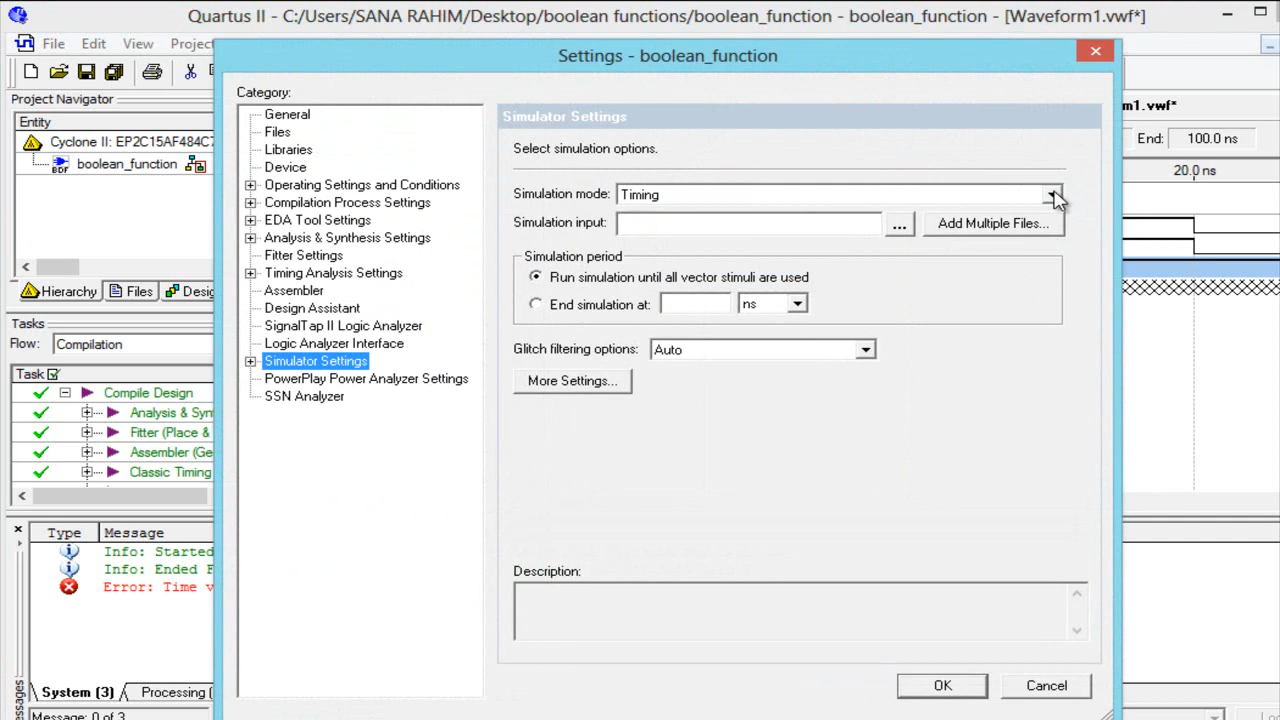 Quartus II - C:/Users/SANA RAHIM/Desktop/boolean functions/boolean_function - boolean_function - [Waveform1.vwf*]
File Edit View Project
Settings - boolean_function
Project Navigator
Entity
Cyclone II: EP2C15AF484C7
boolean_function
BDF
Hierarchy Files
Tasks
Flow: Compilation
Task
Compile Design
Analysis & Syn
Fitter (Place &
Assembler (Ge
Classic Timing
Type Message
Info: Started
Info: Ended
Error: Time
System (3) Processing
Message: 0 of 3
Messages
Category:
General
Files
Libraries
Device
Operating Settings and Conditions
Compilation Process Settings
EDA Tool Settings
Analysis & Synthesis Settings
Fitter Settings
Timing Analysis Settings
Assembler
Design Assistant
SignalTap II Logic Analyzer
Logic Analyzer Interface
Simulator Settings
PowerPlay Power Analyzer Settings
SSN Analyzer
Simulator Settings
Select simulation options.
Simulation mode: Timing
Simulation input: ... Add Multiple Files...
Simulation period
Run simulation until all vector stimuli are used
End simulation at: ns
Glitch filtering options: Auto
More Settings...
Description:
OK Cancel
m1.vwf*
End: 100.0 ns
20.0 ns